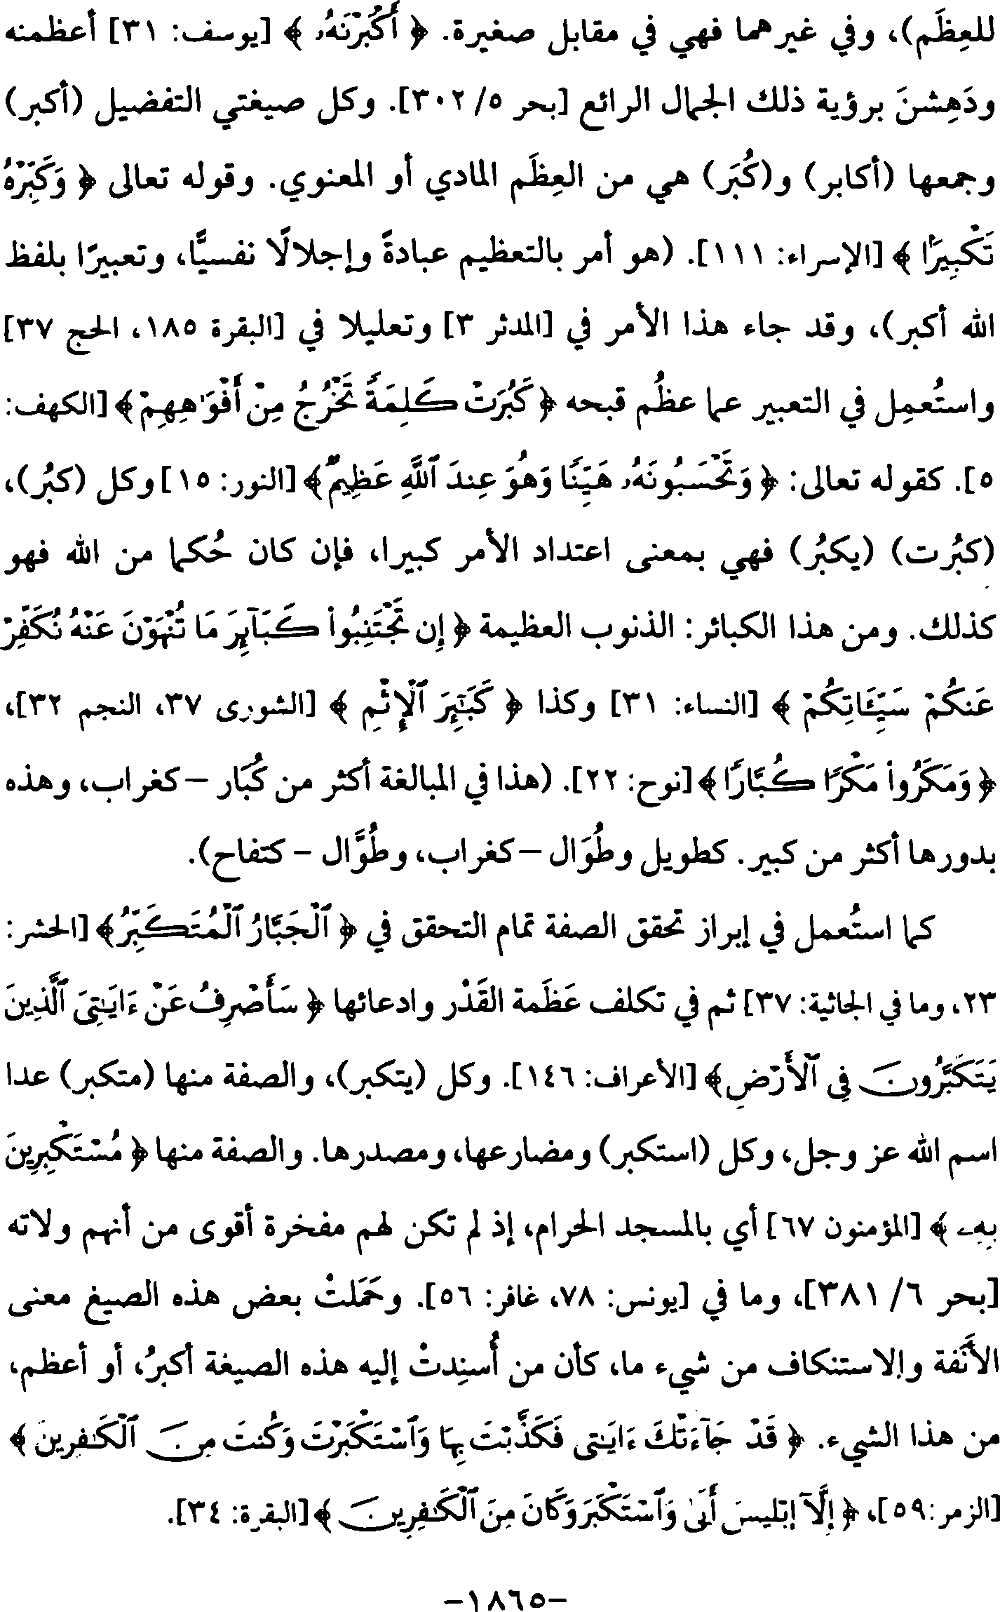 للعِظَم)، وفي غيرهما فهي في مقابل صغيرة. ﴿ أَكْبَرْنَهُۥ ﴾ [يوسف: ٣١] أعظمنه
ودَهِشنَ برؤية ذلك الجمال الرائع [بحر ٥/ ٣٠٢]. وكل صيغتي التفضيل (أكبر)
وجمعها (أكابر) و(كُبَر) هي من العِظَم المادي أو المعنوي. وقوله تعالى ﴿ وَكَبِّرْهُ
تَكْبِيرًا ﴾ [الإسراء: ١١١]. (هو أمر بالتعظيم عبادةً وإجلالًا نفسيًّا، وتعبيرًا بلفظ
الله أكبر)، وقد جاء هذا الأمر في [المدثر ٣] وتعليلا في [البقرة ١٨٥، الحج ٣٧]
واستُعمِل في التعبير عما عظُم قبحه ﴿ كَبُرَتْ كَلِمَةً تَخْرُجُ مِنْ أَفْوَٰهِهِمْ ﴾ [الكهف:
٥]. كقوله تعالى: ﴿ وَتَحْسَبُونَهُۥ هَيِّنًا وَهُوَ عِندَ ٱللَّهِ عَظِيمٌ ﴾ [النور: ١٥] وكل (كبُر)،
(كبُرت) (يكبُر) فهي بمعنى اعتداد الأمر كبيرا، فإن كان حُكما من الله فهو
كذلك. ومن هذا الكبائر: الذنوب العظيمة ﴿ إِن تَجْتَنِبُوا۟ كَبَآئِرَ مَا تُنْهَوْنَ عَنْهُ نُكَفِّرْ
عَنكُمْ سَيِّـَٔاتِكُمْ ﴾ [النساء: ٣١] وكذا ﴿ كَبَـٰٓئِرَ ٱلْإِثْمِ ﴾ [الشورى ٣٧، النجم ٣٢]،
﴿ وَمَكَرُوا۟ مَكْرًا كُبَّارًا ﴾ [نوح: ٢٢]. (هذا في المبالغة أكثر من كُبَار – كغراب، وهذه
بدورها أكثر من كبير. كطويل وطُوَال – كغراب، وطُوَّال – كتفاح).
كما استُعمل في إبراز تحقق الصفة تمام التحقق في ﴿ ٱلْجَبَّارُ ٱلْمُتَكَبِّرُ ﴾ [الحشر:
٢٣، وما في الجاثية: ٣٧] ثم في تكلف عَظَمة القَدْر وادعائها ﴿ سَأَصْرِفُ عَنْ ءَايَـٰتِىَ ٱلَّذِينَ
يَتَكَبَّرُونَ فِى ٱلْأَرْضِ ﴾ [الأعراف: ١٤٦]. وكل (يتكبر)، والصفة منها (متكبر) عدا
اسم الله عز وجل، وكل (استكبر) ومضارعها، ومصدرها. والصفة منها ﴿ مُسْتَكْبِرِينَ
بِهِۦ ﴾ [المؤمنون ٦٧] أي بالمسجد الحرام، إذ لم تكن لهم مفخرة أقوى من أنهم ولاته
[بحر ٦/ ٣٨١]، وما في [يونس: ٧٨، غافر: ٥٦]. وحَمَلتْ بعض هذه الصيغ معنى
الأَنَفة والاستنكاف من شيء ما، كأن من أُسنِدتْ إليه هذه الصيغة أكبرُ، أو أعظم،
من هذا الشيء. ﴿ قَدْ جَآءَتْكَ ءَايَـٰتِى فَكَذَّبْتَ بِهَا وَٱسْتَكْبَرْتَ وَكُنتَ مِنَ ٱلْكَـٰفِرِينَ ﴾
[الزمر: ٥٩]، ﴿ إِلَّآ إِبْلِيسَ أَبَىٰ وَٱسْتَكْبَرَ وَكَانَ مِنَ ٱلْكَـٰفِرِينَ ﴾ [البقرة: ٣٤].
-١٨٦٥-